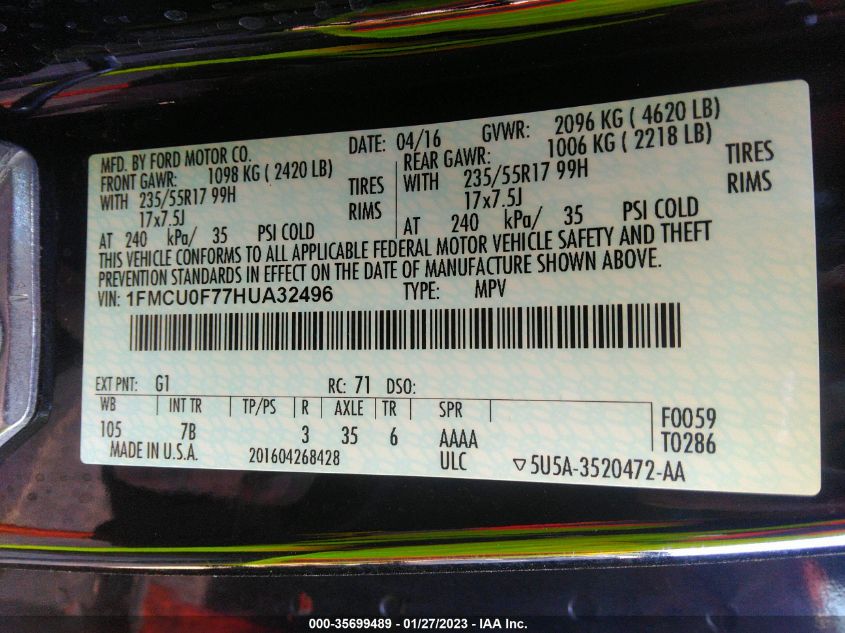 MFD. BY FORD MOTOR CO. DATE: 04/16 GVWR: 2096 KG ( 4620 LB)
FRONT GAWR: 1098 KG ( 2420 LB) REAR GAWR: 1006 KG ( 2218 LB)
WITH 235/55R17 99H TIRES WITH 235/55R17 99H TIRES
17x7.5J RIMS 17x7.5J RIMS
AT 240 kPa/ 35 PSI COLD AT 240 kPa/ 35 PSI COLD
THIS VEHICLE CONFORMS TO ALL APPLICABLE FEDERAL MOTOR VEHICLE SAFETY AND THEFT
PREVENTION STANDARDS IN EFFECT ON THE DATE OF MANUFACTURE SHOWN ABOVE.
VIN: 1FMCU0F77HUA32496 TYPE: MPV
EXT PNT: G1 RC: 71 DSO:
WB INT TR TP/PS R AXLE TR SPR F0059
105 7B 3 35 6 AAAA T0286
MADE IN U.S.A. 201604268428 ULC ▽5U5A-3520472-AA
000-35699489 - 01/27/2023 - IAA Inc.